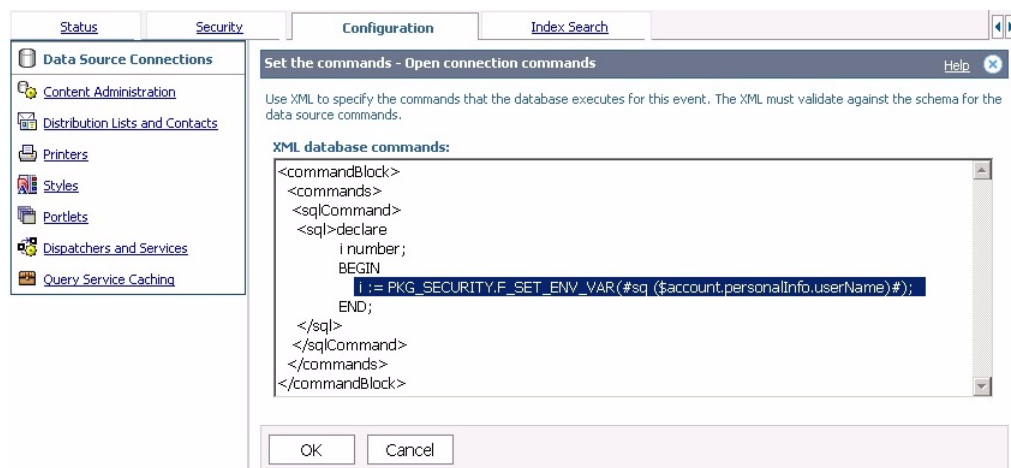 Status
Security
Configuration
Index Search
Data Source Connections
Content Administration
Distribution Lists and Contacts
Printers
Styles
Portlets
Dispatchers and Services
Query Service Caching
Set the commands - Open connection commands
Help
Use XML to specify the commands that the database executes for this event. The XML must validate against the schema for the
data source commands.
XML database commands:
<commandBlock>
<commands>
<sqlCommand>
<sql>declare
i number;
BEGIN
i := PKG_SECURITY.F_SET_ENV_VAR(#sq ($account.personalInfo.userName)#);
END;
</sql>
</sqlCommand>
</commands>
</commandBlock>
OK
Cancel